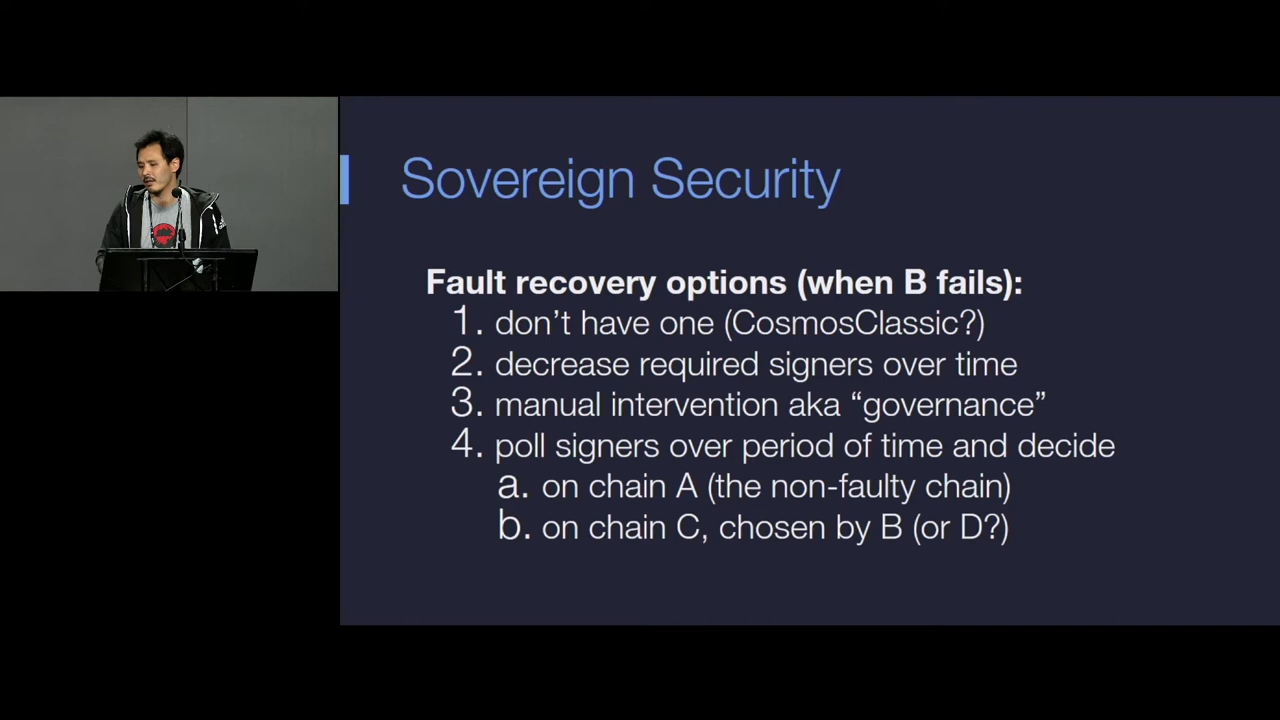 Sovereign Security
Fault recovery options (when B fails):
1. don't have one (CosmosClassic?)
2. decrease required signers over time
3. manual intervention aka “governance”
4. poll signers over period of time and decide
a. on chain A (the non-faulty chain)
b. on chain C, chosen by B (or D?)